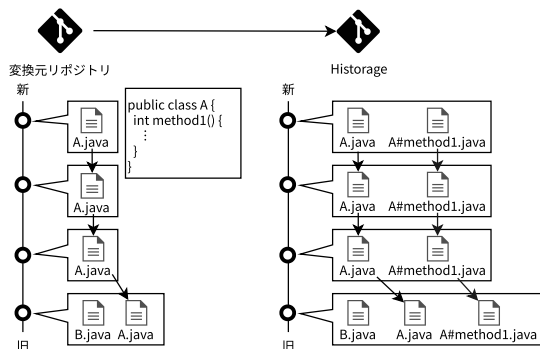 変換元リポジトリ
Historage
新
public class A {
int method1() {
⋮
}
}
A.java
A.java
A.java
B.java A.java
旧
新
A.java A#method1.java
A.java A#method1.java
A.java A#method1.java
B.java A.java A#method1.java
旧